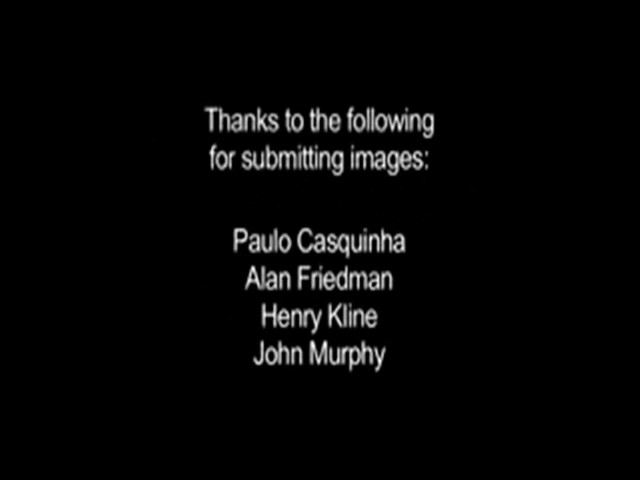 Thanks to the following
for submitting images:
Paulo Casquinha
Alan Friedman
Henry Kline
John Murphy